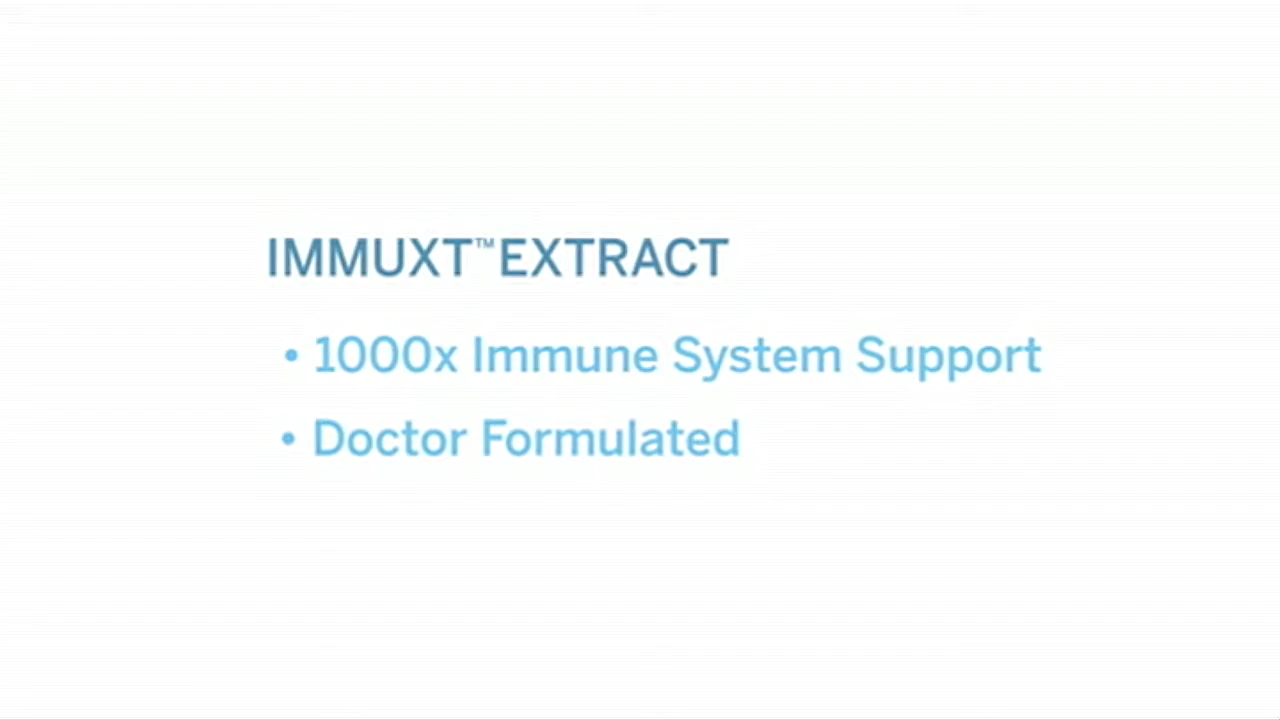 IMMUXT™ EXTRACT
• 1000x Immune System Support
• Doctor Formulated